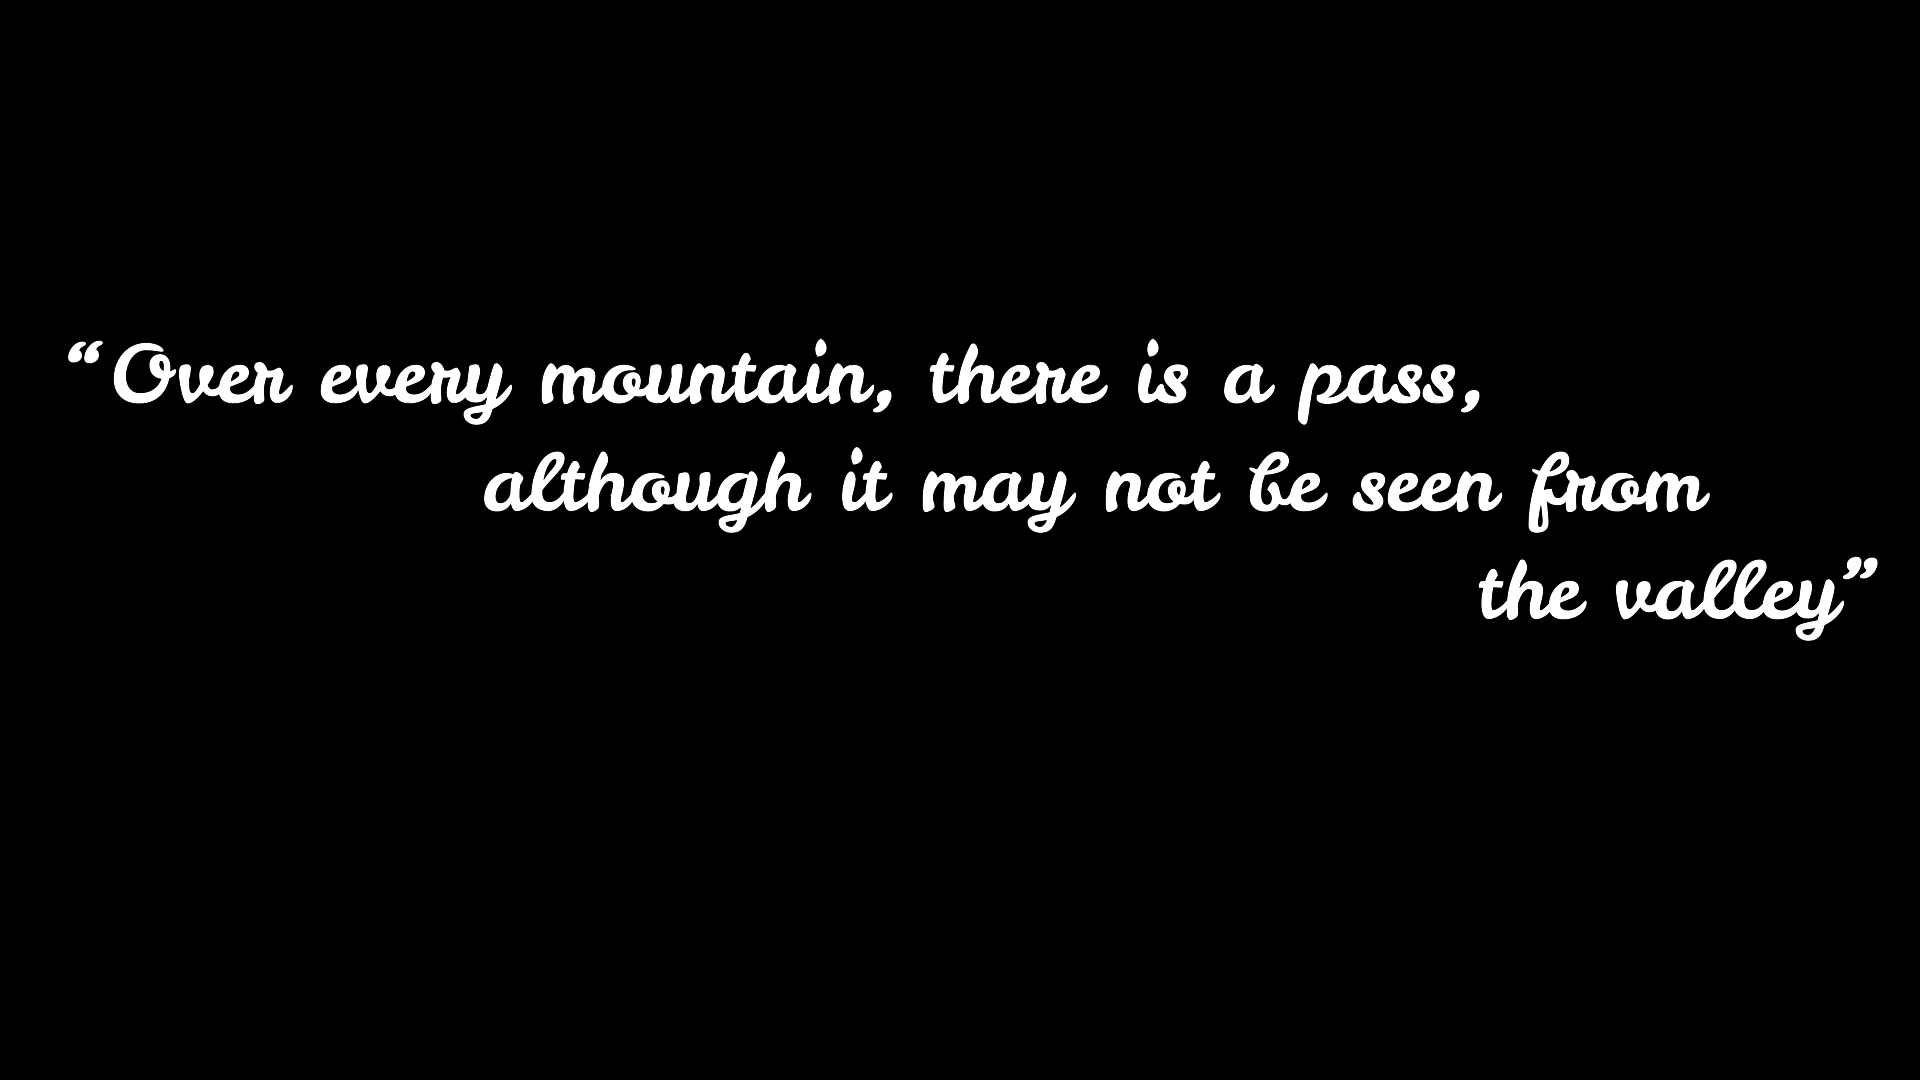 “Over every mountain, there is a pass,
although it may not be seen from
the valley”